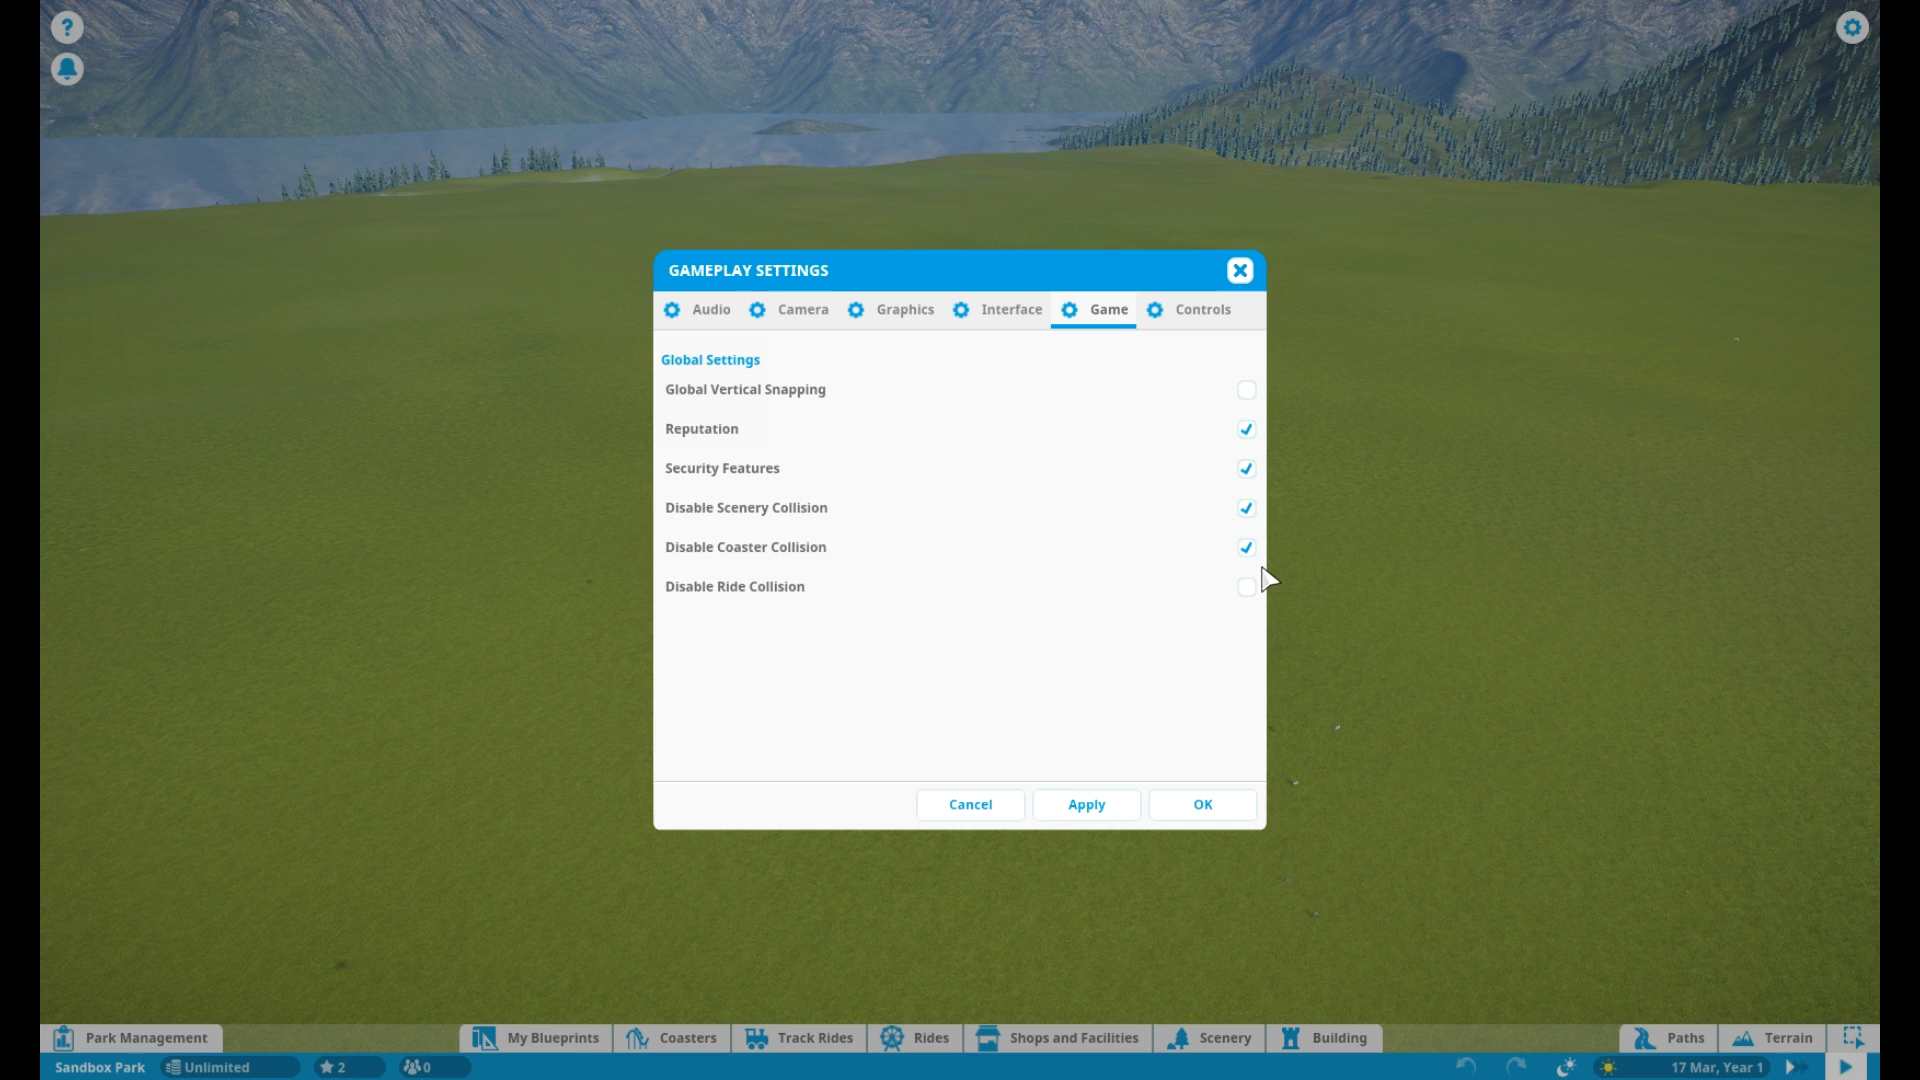 ?
GAMEPLAY SETTINGS
Audio Camera Graphics Interface Game Controls
Global Settings
Global Vertical Snapping
Reputation
Security Features
Disable Scenery Collision
Disable Coaster Collision
Disable Ride Collision
Cancel Apply OK
Park Management My Blueprints Coasters Track Rides Rides Shops and Facilities Scenery Building Paths Terrain
Sandbox Park Unlimited 2 0 17 Mar, Year 1